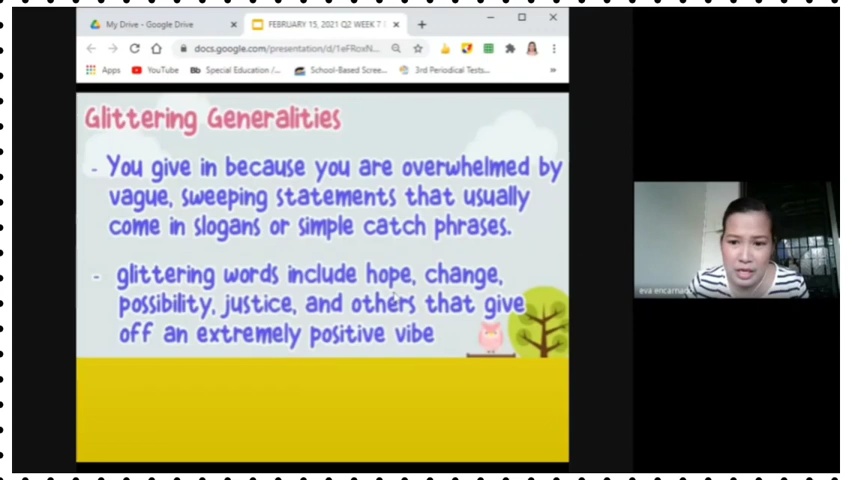 My Drive - Google Drive
FEBRUARY 15, 2021 Q2 WEEK 7
docs.google.com/presentation/d/1eFRoxN...
Apps YouTube Special Education /... School-Based Scree... 3rd Periodical Tests...
Glittering Generalities
- You give in because you are overwhelmed by
vague, sweeping statements that usually
come in slogans or simple catch phrases.
- glittering words include hope, change,
possibility, justice, and others that give
off an extremely positive vibe
eva encarnad